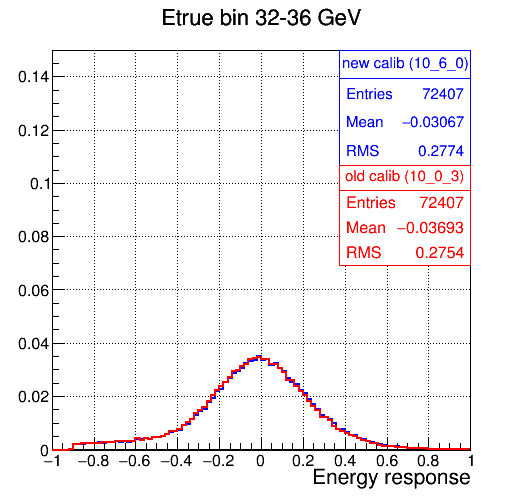 Etrue bin 32-36 GeV
new calib (10_6_0)
Entries 72407
Mean −0.03067
RMS 0.2774
old calib (10_0_3)
Entries 72407
Mean −0.03693
RMS 0.2754
0.14
0.12
0.1
0.08
0.06
0.04
0.02
0
−1 −0.8 −0.6 −0.4 −0.2 0 0.2 0.4 0.6 0.8 1
Energy response